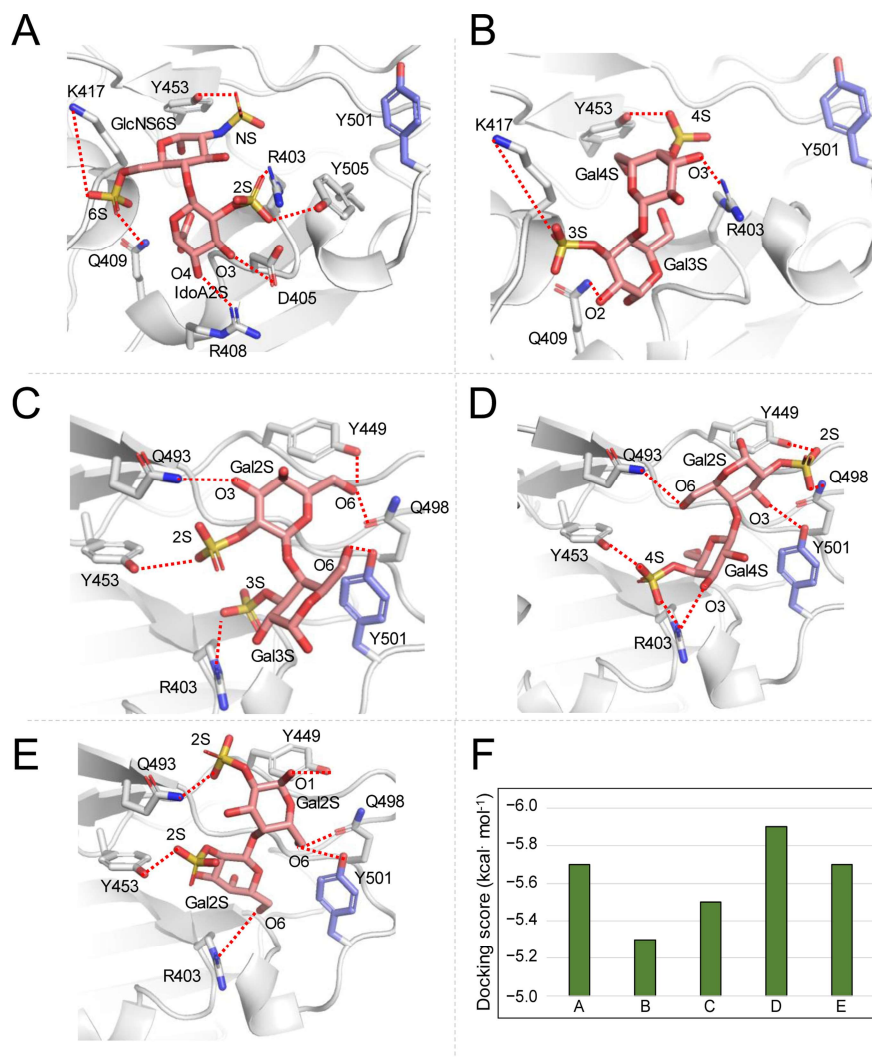 A
K417
Y453
GlcNS6S
NS
R403
Y501
Y505
2S
6S
Q409
O4
O3
IdoA2S
D405
R408
B
K417
Y453
4S
Y501
Gal4S
O3
R403
3S
Gal3S
Q409
O2
C
Y449
Q493
Gal2S
O3
O6
Q498
2S
O6
Y453
3S
Y501
Gal3S
R403
D
Y449
2S
Q493
Gal2S
O6
Q498
O3
Y453
Y501
4S
Gal4S
O3
R403
E
2S
Y449
Q493
O1
Gal2S
Q498
2S
O6
Y501
Y453
Gal2S
O6
R403
F
Docking score (kcal· mol⁻¹)
−6.0
−5.8
−5.6
−5.4
−5.2
−5.0
A B C D E